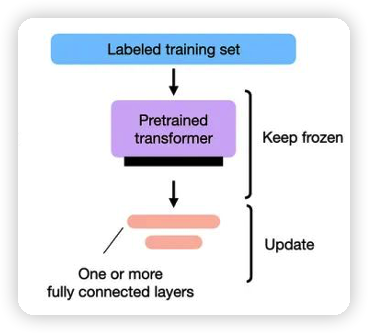 Labeled training set
Pretrained
transformer
Keep frozen
Update
One or more
fully connected layers